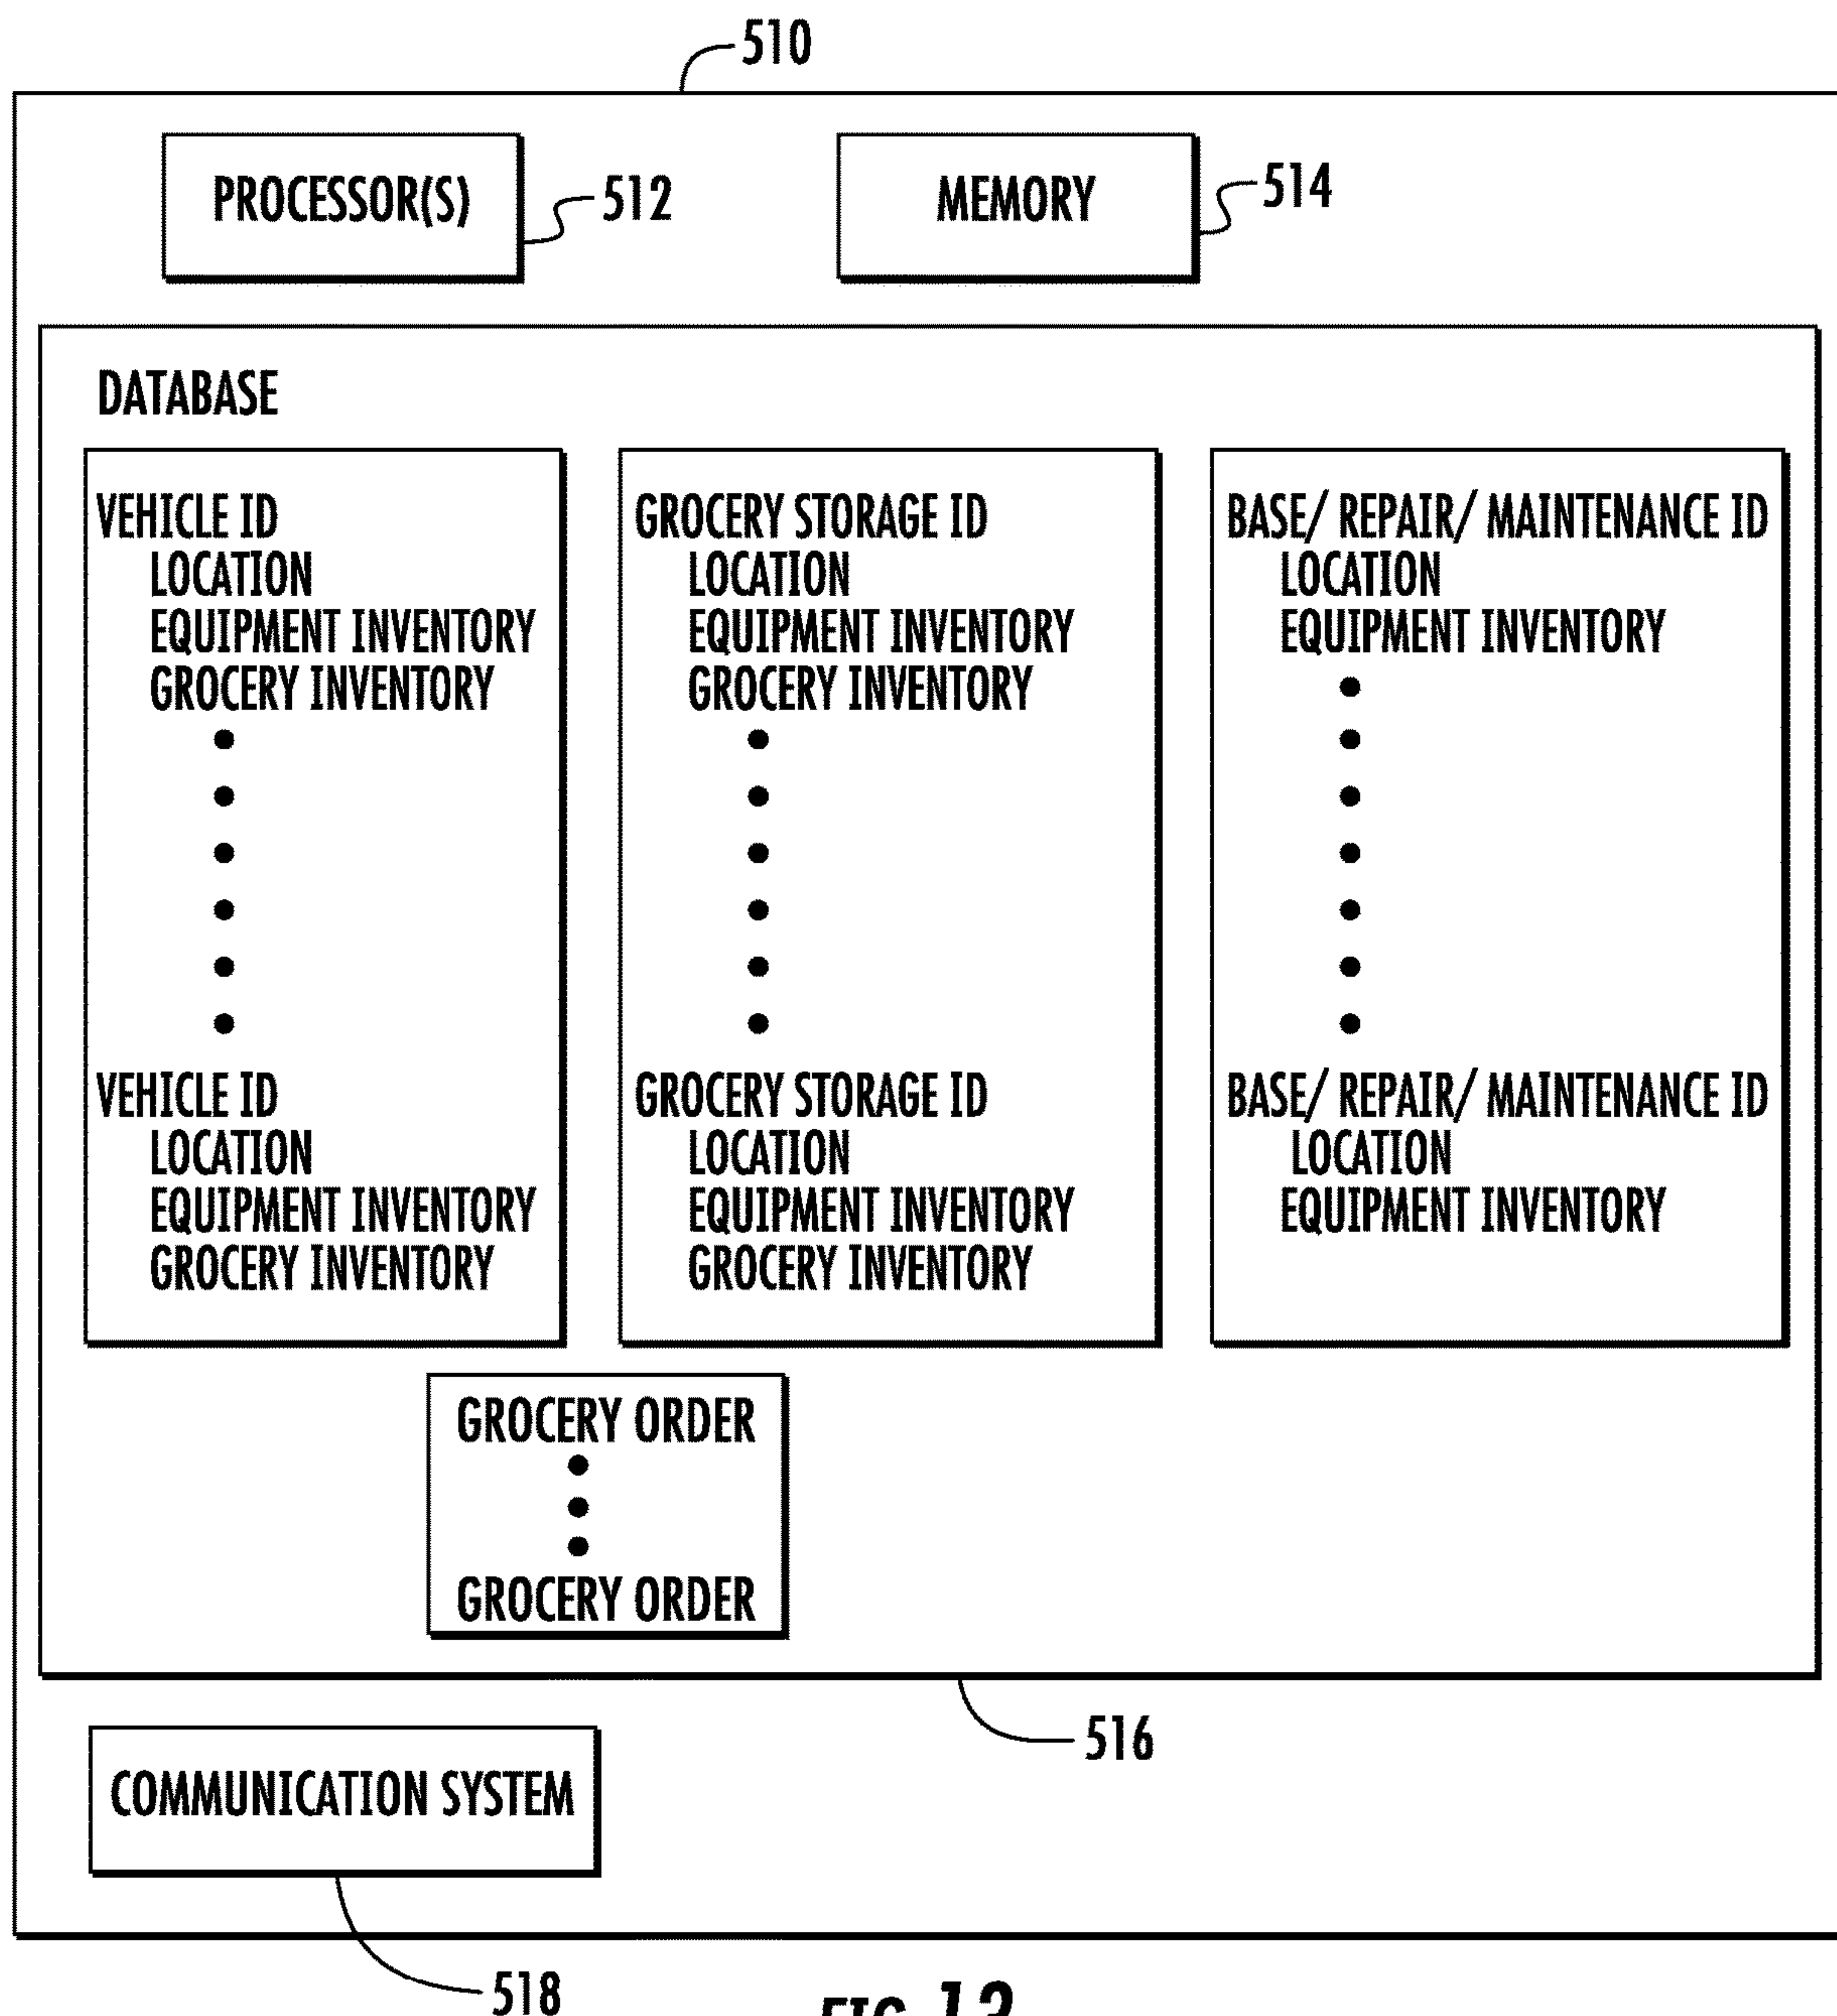 510
PROCESSOR(S)
512
MEMORY
514
DATABASE
VEHICLE ID
LOCATION
EQUIPMENT INVENTORY
GROCERY INVENTORY
VEHICLE ID
LOCATION
EQUIPMENT INVENTORY
GROCERY INVENTORY
GROCERY STORAGE ID
LOCATION
EQUIPMENT INVENTORY
GROCERY INVENTORY
GROCERY STORAGE ID
LOCATION
EQUIPMENT INVENTORY
GROCERY INVENTORY
BASE/ REPAIR/ MAINTENANCE ID
LOCATION
EQUIPMENT INVENTORY
BASE/ REPAIR/ MAINTENANCE ID
LOCATION
EQUIPMENT INVENTORY
GROCERY ORDER
GROCERY ORDER
516
COMMUNICATION SYSTEM
518